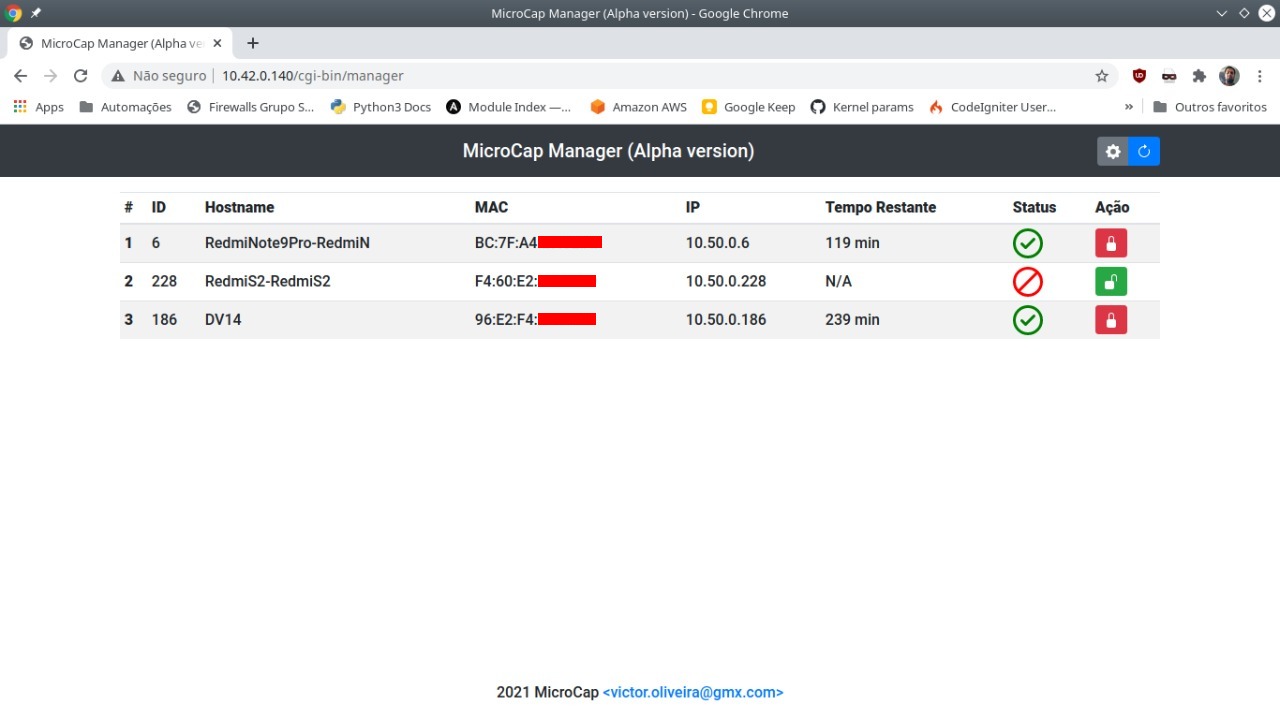 MicroCap Manager (Alpha version) - Google Chrome
MicroCap Manager (Alpha ve
Não seguro 10.42.0.140/cgi-bin/manager
Apps Automações Firewalls Grupo S... Python3 Docs Module Index —... Amazon AWS Google Keep Kernel params CodeIgniter User... » Outros favoritos
MicroCap Manager (Alpha version)
# ID Hostname MAC IP Tempo Restante Status Ação
1 6 RedmiNote9Pro-RedmiN BC:7F:A4 10.50.0.6 119 min
2 228 RedmiS2-RedmiS2 F4:60:E2: 10.50.0.228 N/A
3 186 DV14 96:E2:F4: 10.50.0.186 239 min
2021 MicroCap <victor.oliveira@gmx.com>